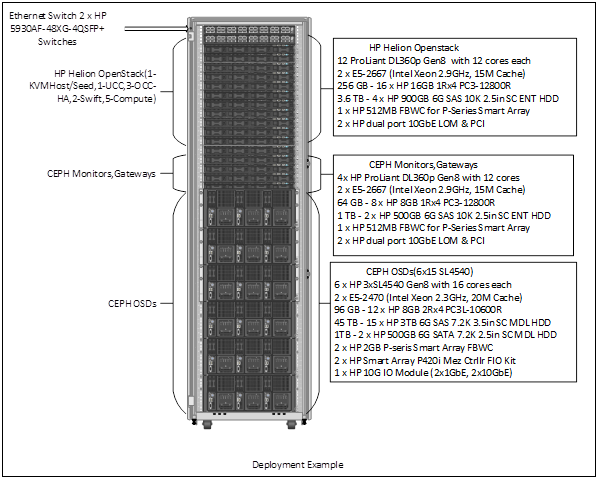 Ethernet Switch 2 x HP
5930AF-48XG-4QSFP+
Switches
HP Helion OpenStack(1-
KVMHost/Seed,1-UCC,3-OCC-
HA,2-Swift,5-Compute)
CEPH Monitors,Gateways
CEPH OSDs
HP Helion Openstack
12 ProLiant DL360p Gen8 with 12 cores each
2 x E5-2667 (Intel Xeon 2.9GHz, 15M Cache)
256 GB - 16 x HP 16GB 1Rx4 PC3-12800R
3.6 TB - 4 x HP 900GB 6G SAS 10K 2.5in SC ENT HDD
1 x HP 512MB FBWC for P-Series Smart Array
2 x HP dual port 10GbE LOM & PCI
CEPH Monitors,Gateways
4x HP ProLiant DL360p Gen8 with 12 cores
2 x E5-2667 (Intel Xeon 2.9GHz, 15M Cache)
64 GB - 8 x HP 8GB 1Rx4 PC3-12800R
1 TB - 2 x HP 500GB 6G SAS 10K 2.5in SC ENT HDD
1 x HP 512MB FBWC for P-Series Smart Array
2 x HP dual port 10GbE LOM & PCI
CEPH OSDs(6x15 SL4540)
6 x HP 3xSL4540 Gen8 with 16 cores each
2 x E5-2470 (Intel Xeon 2.3GHz, 20M Cache)
96 GB - 12 x HP 8GB 2Rx4 PC3L-10600R
45 TB - 15 x HP 3TB 6G SAS 7.2K 3.5in SC MDL HDD
1TB - 2 x HP 500GB 6G SATA 7.2K 2.5in SC MDL HDD
2 x HP 2GB P-seris Smart Array FBWC
2 x HP Smart Array P420i Mez Ctrllr FIO Kit
1 x HP 10G IO Module (2x1GbE, 2x10GbE)
Deployment Example